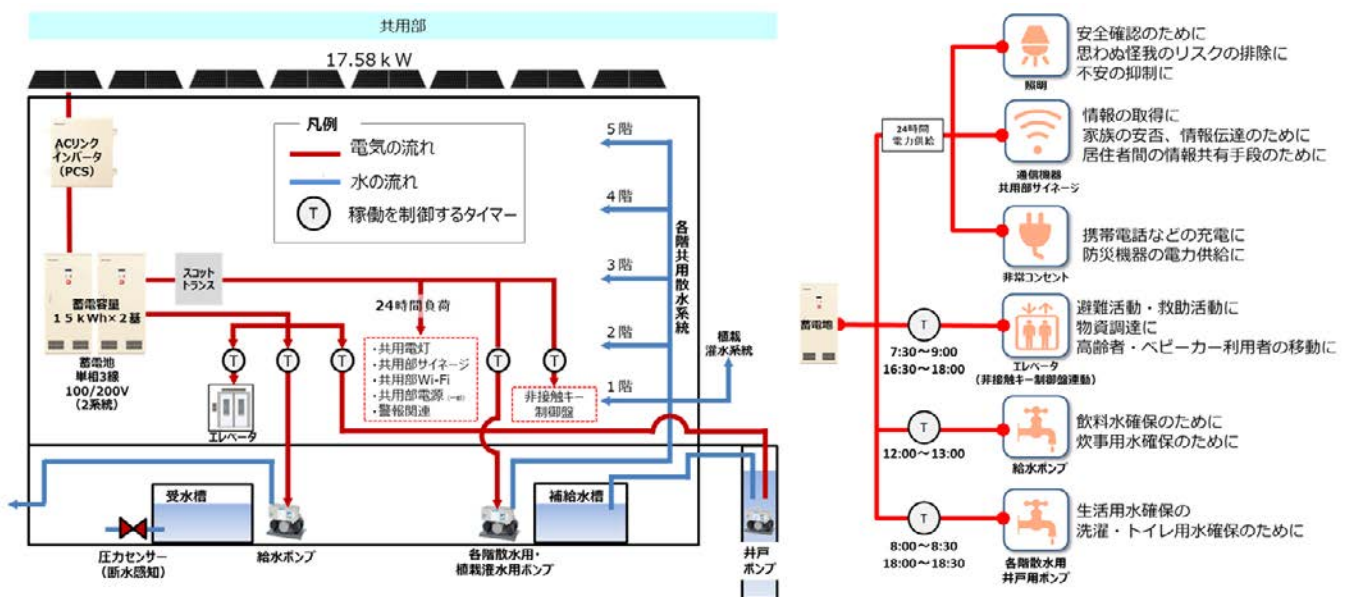 共用部
17.58kW
ACリンク
インバータ
(PCS)
凡例
電気の流れ
水の流れ
T
稼働を制御するタイマー
5階
4階
3階
2階
1階
各階共用散水系統
植栽
灌水系統
蓄電容量
15kWh×2基
蓄電池
単相3線
100/200V
(2系統)
スコット
トランス
24時間負荷
T
T
T
T
T
・共用電灯
・共用部サイネージ
・共用部Wi-Fi
・共用部電源(一部)
・警報関連
非接触キー
制御盤
エレベータ
受水槽
圧力センサー
(断水感知)
給水ポンプ
各階散水用・
植栽灌水用ポンプ
補給水槽
井戸
ポンプ
蓄電地
24時間
電力供給
照明
安全確認のために
思わぬ怪我のリスクの排除に
不安の抑制に
通信機器
共用部サイネージ
情報の取得に
家族の安否、情報伝達のために
居住者間の情報共有手段のために
非常コンセント
携帯電話などの充電に
防災機器の電力供給に
T
7:30～9:00
16:30～18:00
エレベータ
(非接触キー制御盤連動)
避難活動・救助活動に
物資調達に
高齢者・ベビーカー利用者の移動に
T
12:00～13:00
給水ポンプ
飲料水確保のために
炊事用水確保のために
T
8:00～8:30
18:00～18:30
各階散水用
井戸用ポンプ
生活用水確保の
洗濯・トイレ用水確保のために